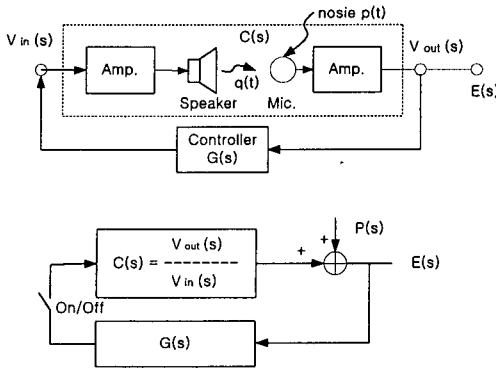 nosie p(t)
V in (s)
C(s)
V out (s)
Amp.
q(t)
Amp.
Speaker
Mic.
E(s)
Controller
G(s)
P(s)
+
C(s) = V out (s)
V in (s)
+
E(s)
On/Off
G(s)